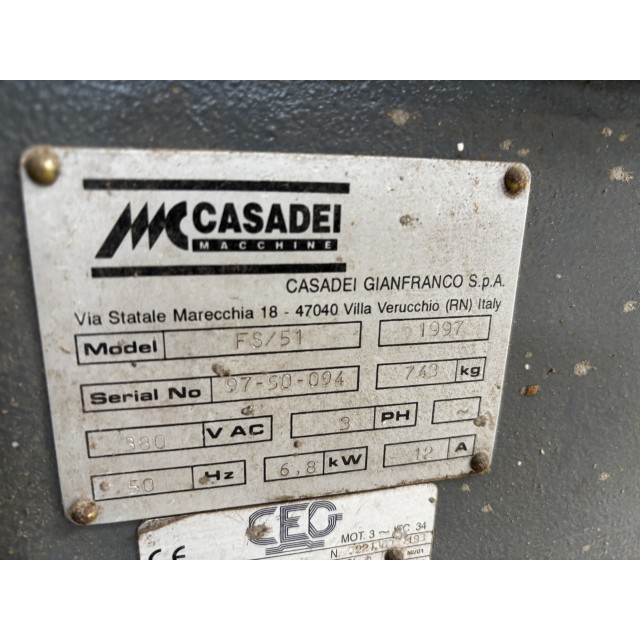 CASADEI
MACCHINE
CASADEI GIANFRANCO S.p.A.
Via Statale Marecchia 18 - 47040 Villa Verucchio (RN) Italy
Model FS/51 1997
Serial No 97-50-094 743 kg
380 V AC 3 PH ~
50 Hz 6,8 kW 12 A
CEG
MOT. 3 ~ IEC 34
CE N.